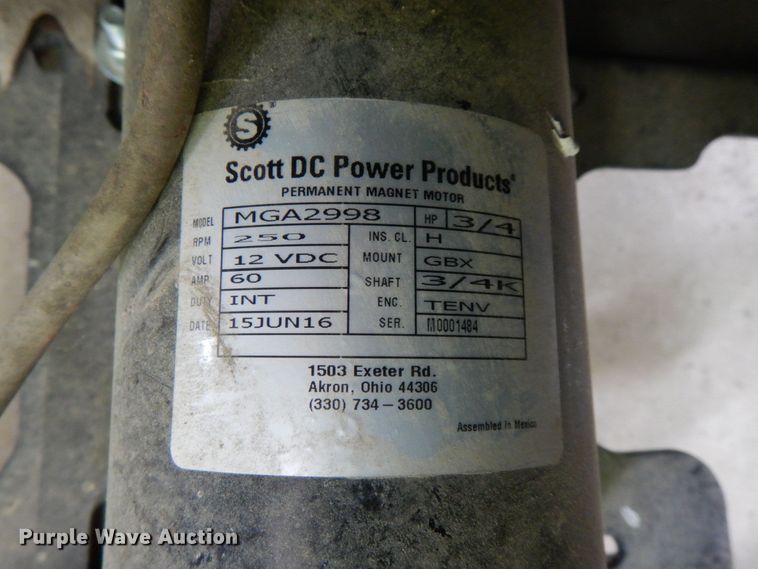 S ®
Scott DC Power Products®
PERMANENT MAGNET MOTOR
MODEL MGA2998 HP 3/4
RPM 250 INS. CL. H
VOLT 12 VDC MOUNT GBX
AMP 60 SHAFT 3/4K
DUTY INT ENC. TENV
DATE 15JUN16 SER. M0001484
1503 Exeter Rd.
Akron, Ohio 44306
(330) 734-3600
Assembled in Mexico
Purple Wave Auction